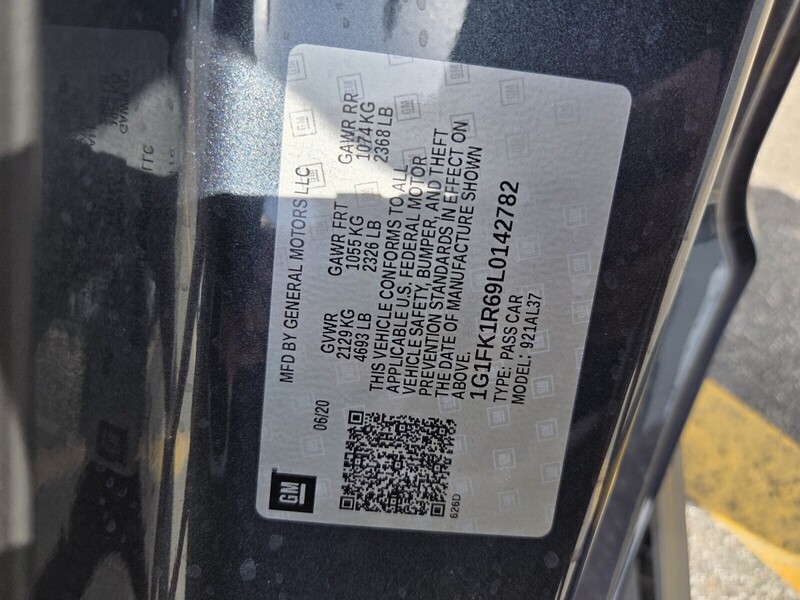 GM
MFD BY GENERAL MOTORS LLC
06/20
GVWR GAWR FRT GAWR RR
2129 KG 1055 KG 1074 KG
4693 LB 2326 LB 2368 LB
THIS VEHICLE CONFORMS TO ALL
APPLICABLE U.S. FEDERAL MOTOR
VEHICLE SAFETY, BUMPER, AND THEFT
PREVENTION STANDARDS IN EFFECT ON
THE DATE OF MANUFACTURE SHOWN
ABOVE.
1G1FK1R69L0142782
TYPE: PASS CAR
MODEL: 921AL37
626D